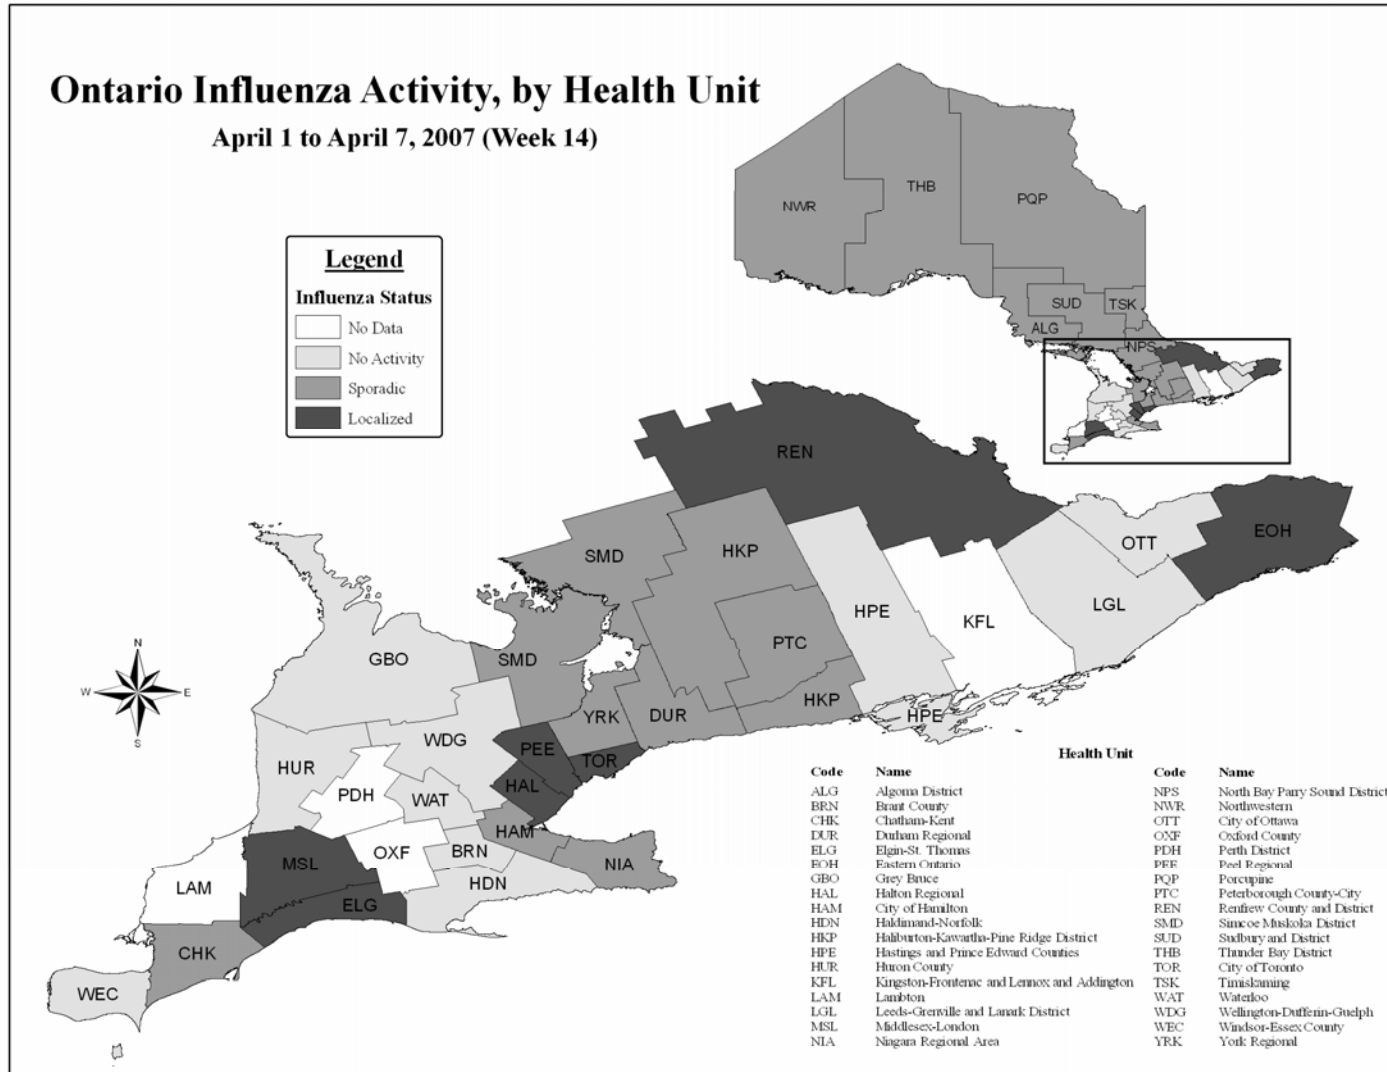 Ontario Influenza Activity, by Health Unit
April 1 to April 7, 2007 (Week 14)
Legend
Influenza Status
No Data
No Activity
Sporadic
Localized
NWR
THB
PQP
SUD
TSK
ALG
NPS
REN
SMD
HKP
OTT
EOH
HPE
KFL
LGL
PTC
GBO
SMD
YRK
DUR
HKP
HPE
WDG
PEE
TOR
HUR
HAL
PDH
WAT
HAM
OXF
BRN
NIA
MSL
HDN
LAM
ELG
CHK
WEC
N
W E
S
Health Unit
Code Name Code Name
ALG Algoma District NPS North Bay Parry Sound District
BRN Brant County NWR Northwestern
CHK Chatham-Kent OTT City of Ottawa
DUR Durham Regional OXF Oxford County
ELG Elgin-St. Thomas PDH Perth District
EOH Eastern Ontario PEE Peel Regional
GBO Grey Bruce PQP Porcupine
HAL Halton Regional PTC Peterborough County-City
HAM City of Hamilton REN Renfrew County and District
HDN Haldimand-Norfolk SMD Simcoe Muskoka District
HKP Haliburton-Kawartha-Pine Ridge District SUD Sudbury and District
HPE Hastings and Prince Edward Counties THB Thunder Bay District
HUR Huron County TOR City of Toronto
KFL Kingston-Frontenac and Lennox and Addington TSK Timiskaming
LAM Lambton WAT Waterloo
LGL Leeds-Grenville and Lanark District WDG Wellington-Dufferin-Guelph
MSL Middlesex-London WEC Windsor-Essex County
NIA Niagara Regional Area YRK York Regional